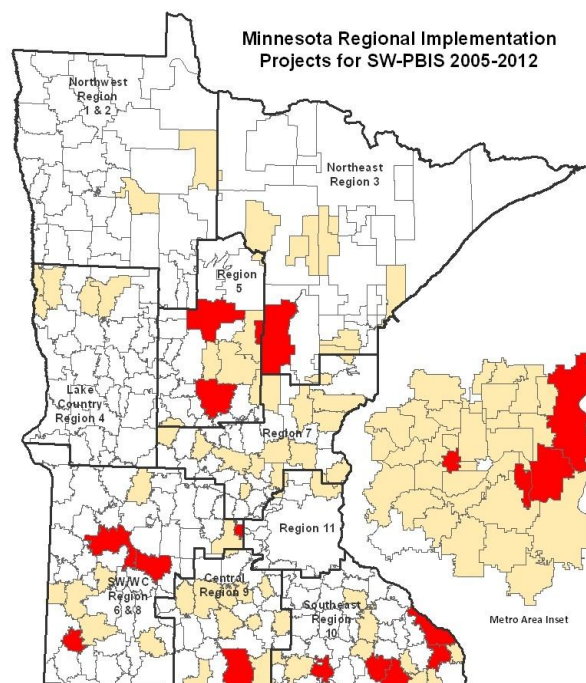 Minnesota Regional Implementation
Projects for SW-PBIS 2005-2012
Northwest
Region
1 & 2
Northeast
Region 3
Region
5
Lake
Country
Region 4
Region 7
Region 11
SW/WC
Region
6 & 8
Central
Region 9
Southeast
Region
10
Metro Area Inset